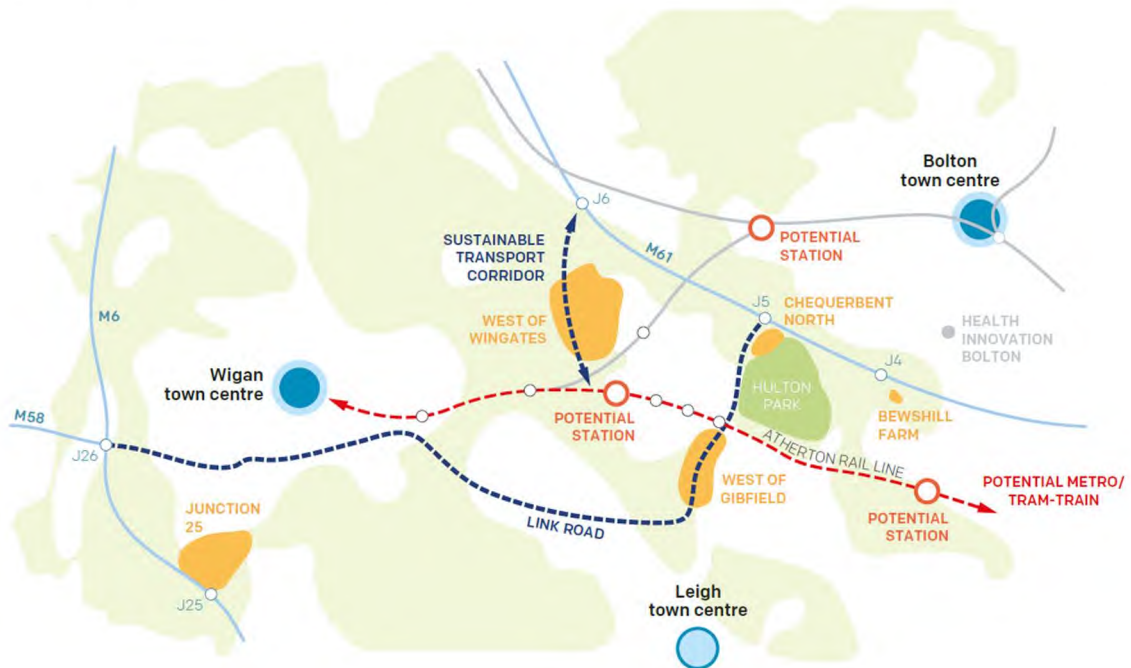 Bolton
town centre
J6
SUSTAINABLE
TRANSPORT
CORRIDOR
M61
POTENTIAL
STATION
M6
J5
CHEQUERBENT
NORTH
WEST OF
WINGATES
HEALTH
INNOVATION
BOLTON
J4
Wigan
town centre
HULTON
PARK
BEWSHILL
FARM
M58
POTENTIAL
STATION
J26
ATHERTON RAIL LINE
WEST OF
GIBFIELD
POTENTIAL METRO/
TRAM-TRAIN
JUNCTION
25
LINK ROAD
POTENTIAL
STATION
J25
Leigh
town centre